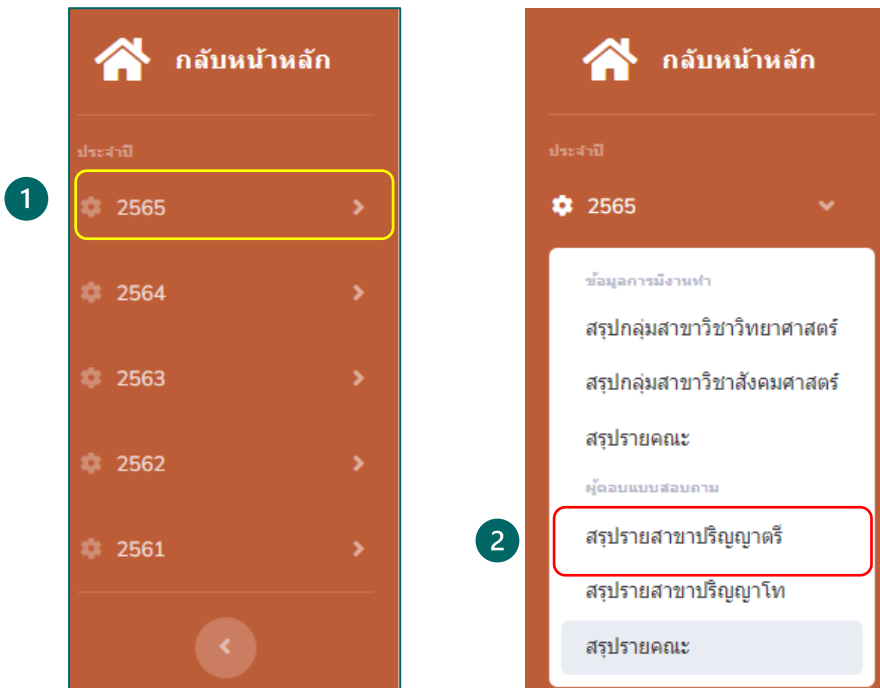 กลับหน้าหลัก
ประจำปี
1
2565
2564
2563
2562
2561
กลับหน้าหลัก
ประจำปี
2565
ข้อมูลการมีงานทำ
สรุปกลุ่มสาขาวิชาวิทยาศาสตร์
สรุปกลุ่มสาขาวิชาสังคมศาสตร์
สรุปรายคณะ
ผู้ตอบแบบสอบถาม
2
สรุปรายสาขาปริญญาตรี
สรุปรายสาขาปริญญาโท
สรุปรายคณะ